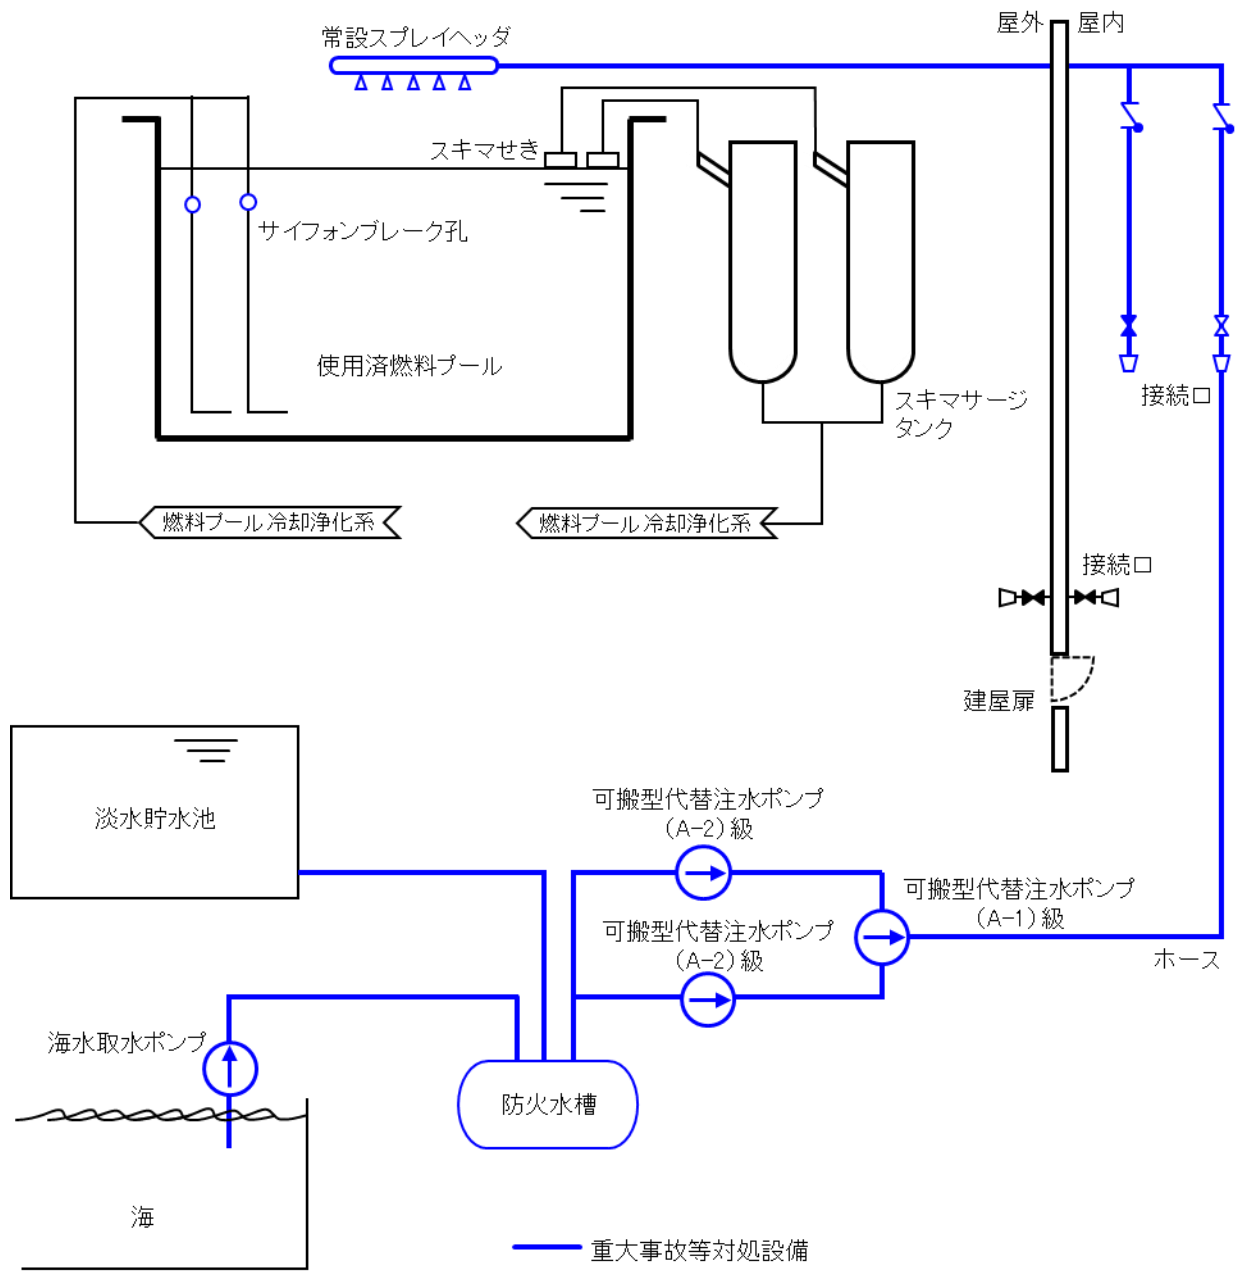 常設スプレイヘッダ
屋外
屋内
スキマせき
サイフォンブレーク孔
使用済燃料プール
接続口
スキマサージ
タンク
燃料プール冷却浄化系
燃料プール冷却浄化系
接続口
建屋扉
淡水貯水池
可搬型代替注水ポンプ
(A-2)級
可搬型代替注水ポンプ
(A-1)級
可搬型代替注水ポンプ
(A-2)級
ホース
海水取水ポンプ
防火水槽
海
重大事故等対処設備